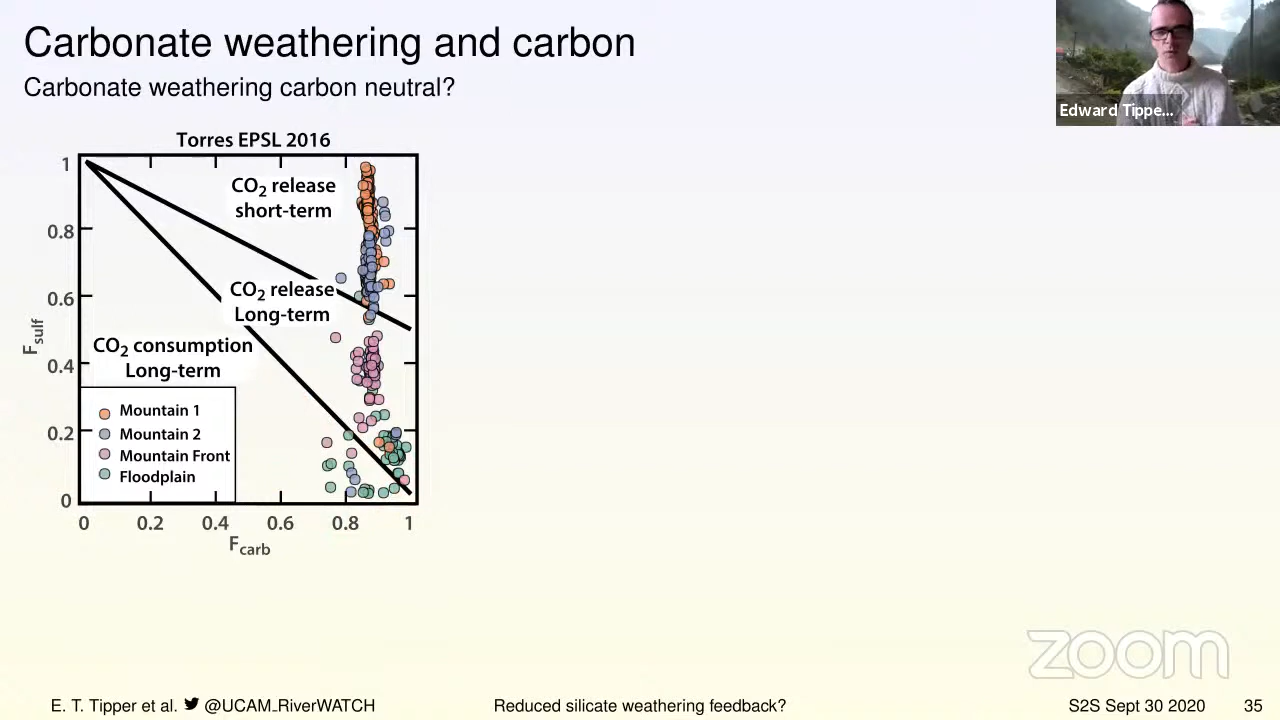 Carbonate weathering and carbon
Carbonate weathering carbon neutral?
Edward Tippe...
Torres EPSL 2016
1
0.8
0.6
0.4
0.2
0
F_sulf
CO₂ release
short-term
CO₂ release
Long-term
CO₂ consumption
Long-term
Mountain 1
Mountain 2
Mountain Front
Floodplain
0 0.2 0.4 0.6 0.8 1
F_carb
zoom
E. T. Tipper et al. @UCAM_RiverWATCH Reduced silicate weathering feedback? S2S Sept 30 2020 35